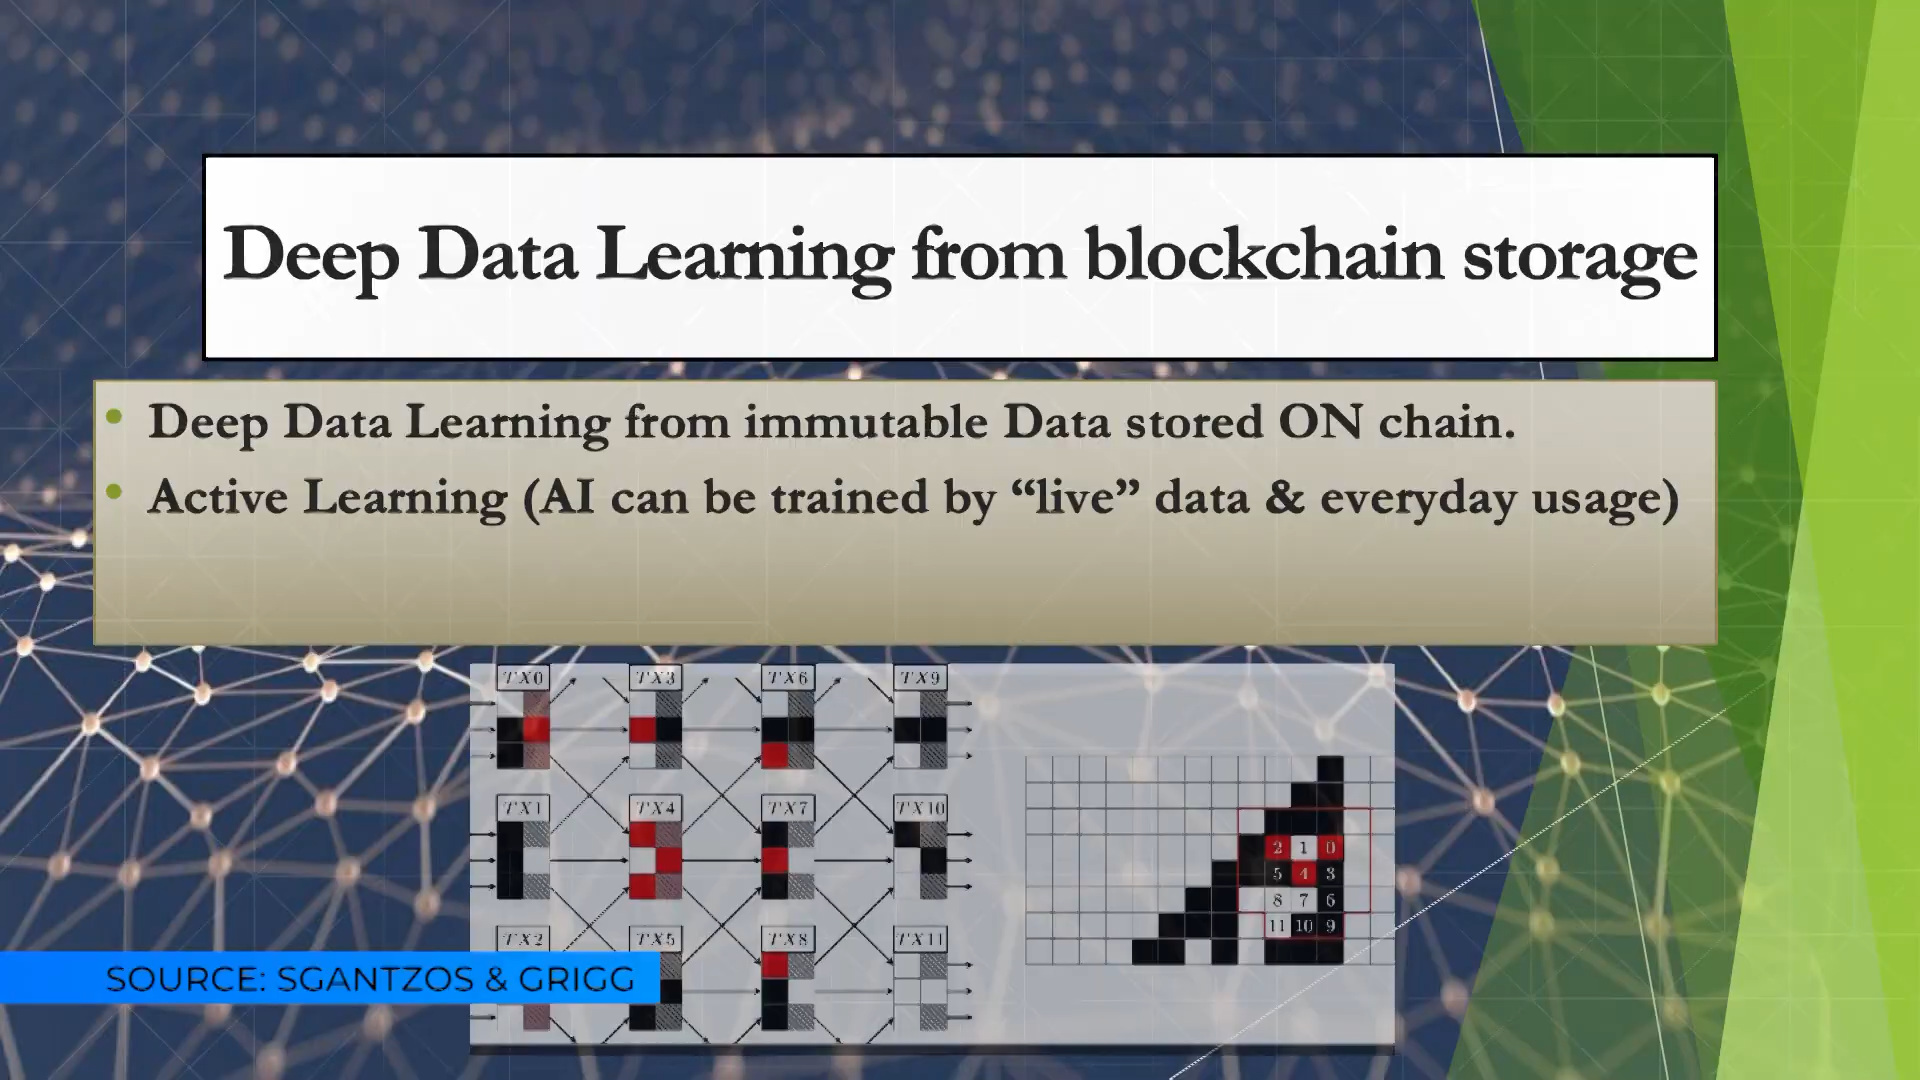 Deep Data Learning from blockchain storage
• Deep Data Learning from immutable Data stored ON chain.
• Active Learning (AI can be trained by “live” data & everyday usage)
TX0 TX3 TX6 TX9
TX1 TX4 TX7 TX10
TX2 TX5 TX8 TX11
2 1 0
5 4 3
8 7 6
11 10 9
SOURCE: SGANTZOS & GRIGG